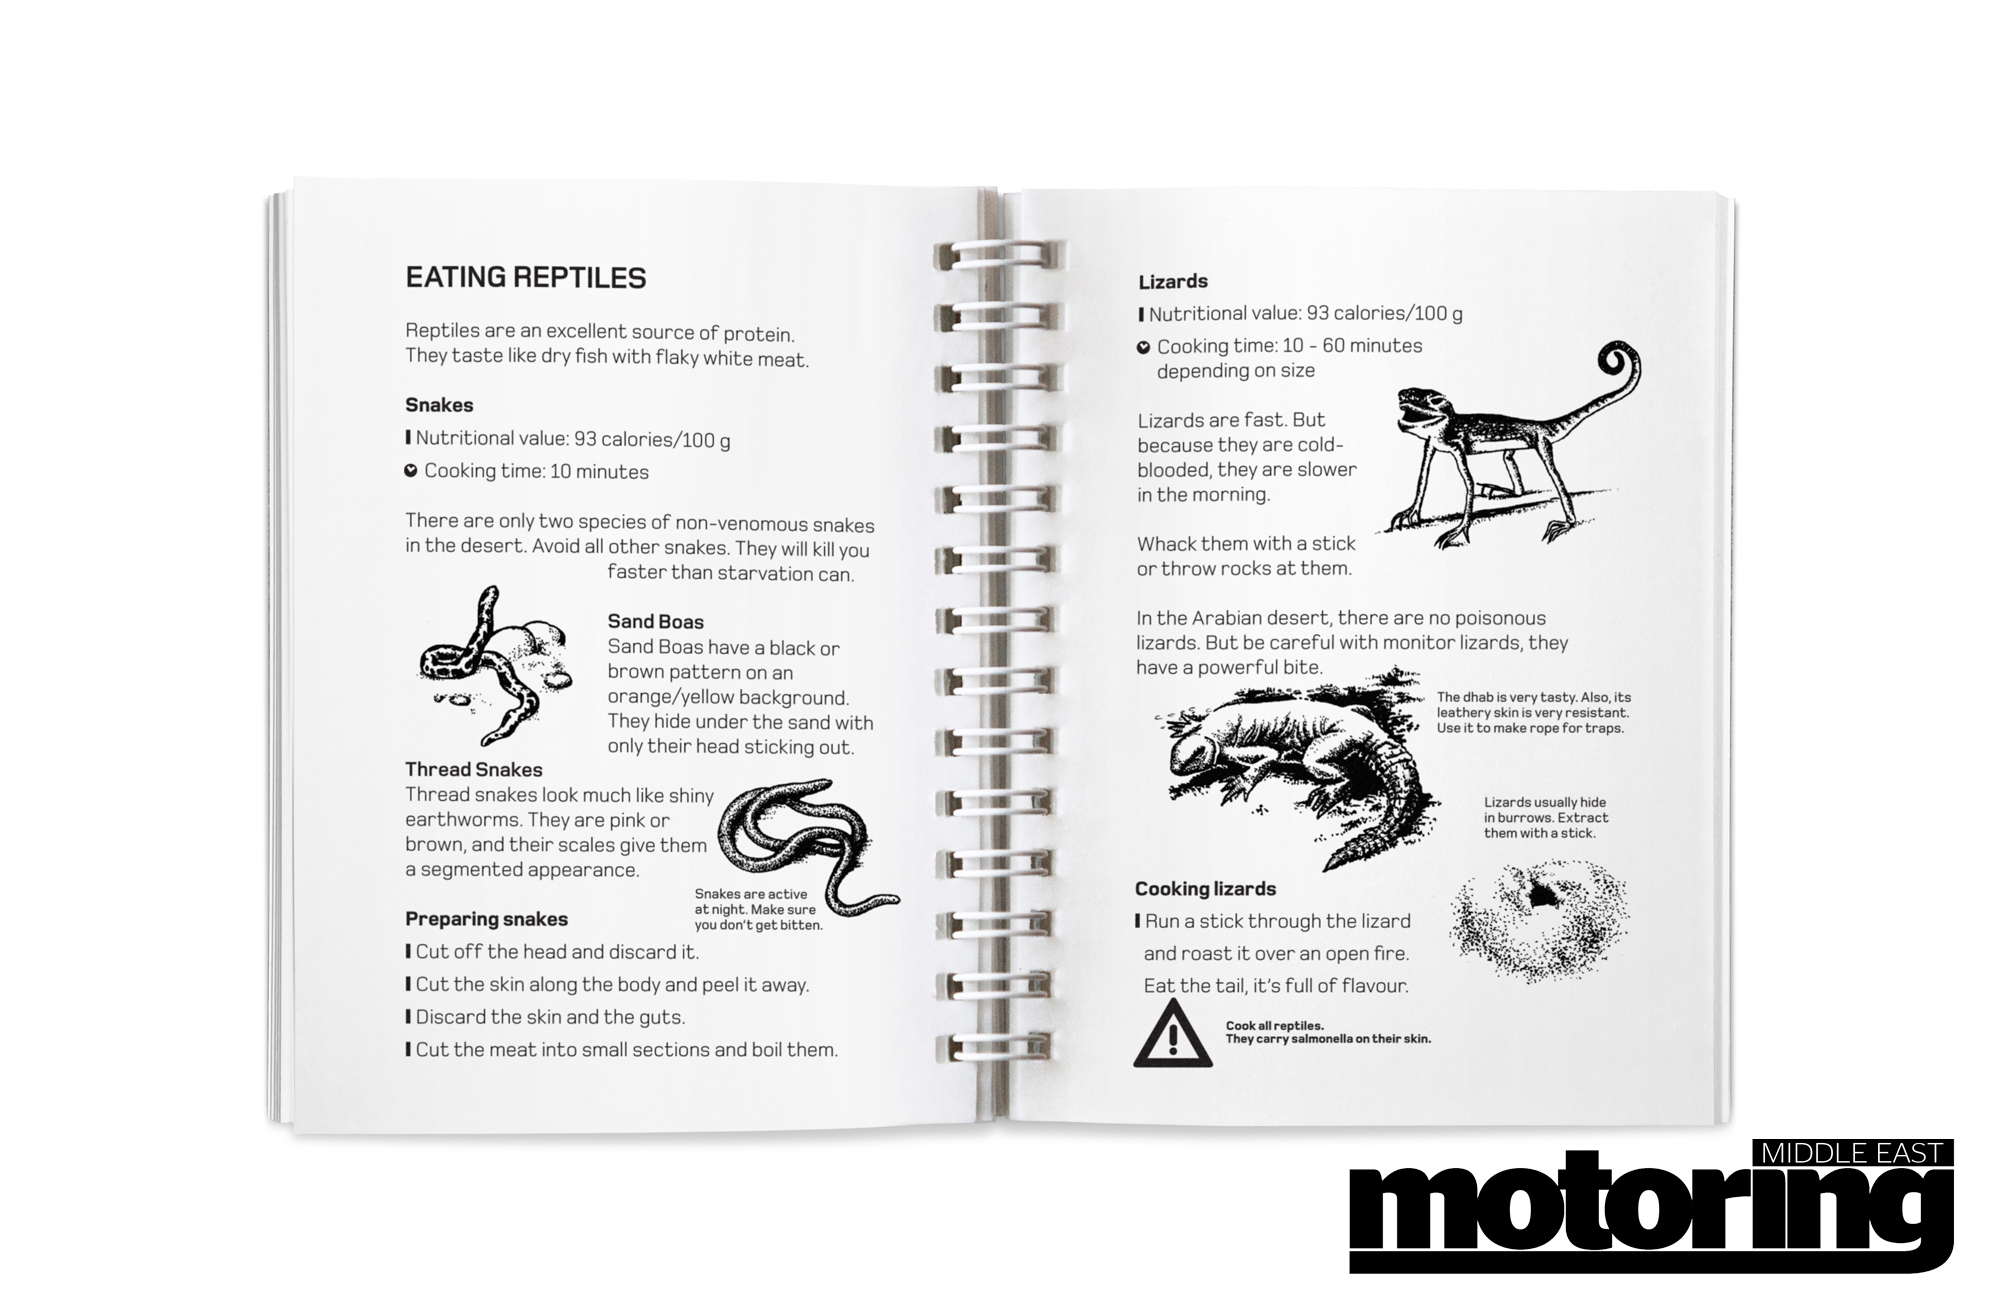 EATING REPTILES
Reptiles are an excellent source of protein.
They taste like dry fish with flaky white meat.
Snakes
Nutritional value: 93 calories/100 g
Cooking time: 10 minutes
There are only two species of non-venomous snakes
in the desert. Avoid all other snakes. They will kill you
faster than starvation can.
Sand Boas
Sand Boas have a black or
brown pattern on an
orange/yellow background.
They hide under the sand with
only their head sticking out.
Thread Snakes
Thread snakes look much like shiny
earthworms. They are pink or
brown, and their scales give them
a segmented appearance.
Snakes are active
at night. Make sure
you don't get bitten.
Preparing snakes
Cut off the head and discard it.
Cut the skin along the body and peel it away.
Discard the skin and the guts.
Cut the meat into small sections and boil them.
Lizards
Nutritional value: 93 calories/100 g
Cooking time: 10 - 60 minutes
depending on size
Lizards are fast. But
because they are cold-
blooded, they are slower
in the morning.
Whack them with a stick
or throw rocks at them.
In the Arabian desert, there are no poisonous
lizards. But be careful with monitor lizards, they
have a powerful bite.
The dhab is very tasty. Also, its
leathery skin is very resistant.
Use it to make rope for traps.
Lizards usually hide
in burrows. Extract
them with a stick.
Cooking lizards
Run a stick through the lizard
and roast it over an open fire.
Eat the tail, it's full of flavour.
Cook all reptiles.
They carry salmonella on their skin.
MIDDLE EAST
motoring